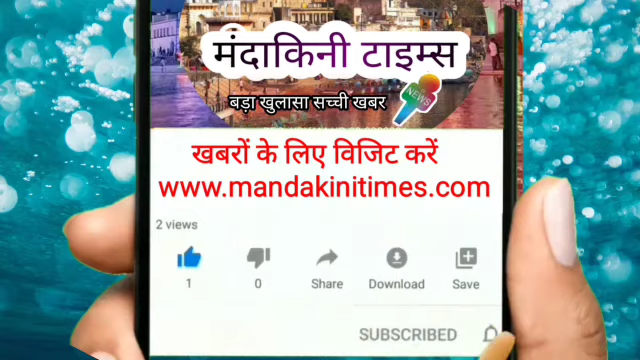 मंदाकिनी टाइम्स
बड़ा खुलासा सच्ची खबर
NEWS
खबरों के लिए विजिट करें
www.mandakinitimes.com
2 views
1
0
Share
Download
Save
SUBSCRIBED